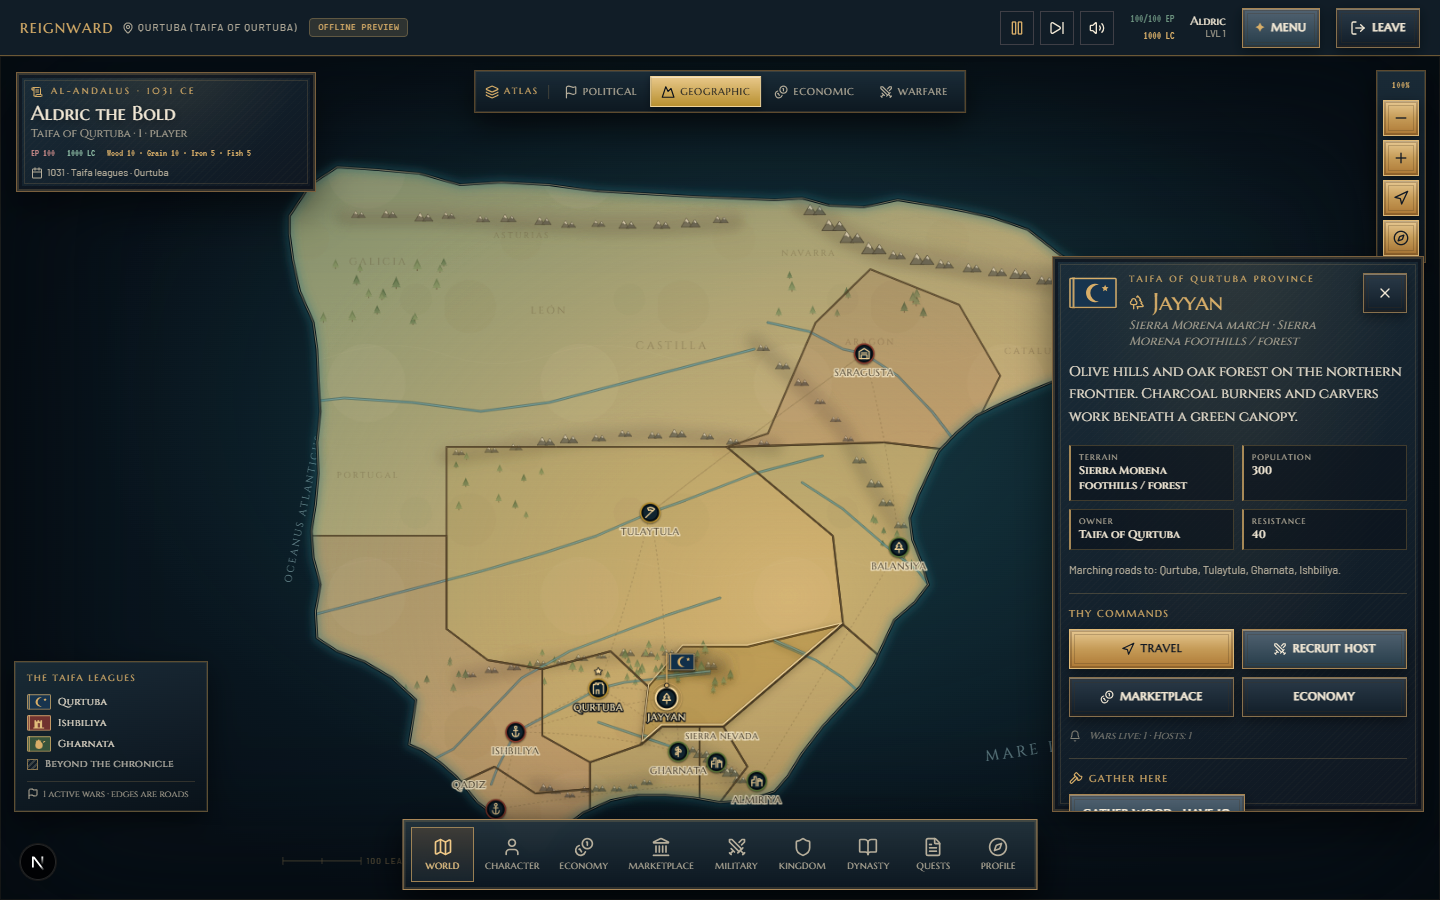 REIGNWARD
QURTUBA (TAIFA OF QURTUBA)
OFFLINE PREVIEW
100/100 EP
1000 LC
Aldric
LVL 1
MENU
LEAVE
AL-ANDALUS · 1031 CE
Aldric the Bold
Taifa of Qurtuba · I · player
EP 100 1000 LC Wood 10 · Grain 10 · Iron 5 · Fish 5
1031 · Taifa leagues · Qurtuba
ATLAS
POLITICAL
GEOGRAPHIC
ECONOMIC
WARFARE
100%
ASTURIAS
GALICIA
NAVARRA
LEÓN
CASTILLA
ARAGON
SARAGUSTA
PORTUGAL
OCEANUS ATLANTICUS
TULAYTULA
BALANSIYA
QURTUBA
JAYYAN
SIERRA NEVADA
ISHBILIYA
GHARNATA
QADIZ
ALMIRIYA
TAIFA OF QURTUBA PROVINCE
Jayyan
Sierra Morena march · Sierra
Morena foothills / forest
Olive hills and oak forest on the northern
frontier. Charcoal burners and carvers
work beneath a green canopy.
TERRAIN
Sierra Morena
foothills / forest
POPULATION
300
OWNER
Taifa of Qurtuba
RESISTANCE
40
Marching roads to: Qurtuba, Tulaytula, Gharnata, Ishbiliya.
THY COMMANDS
TRAVEL
RECRUIT HOST
MARKETPLACE
ECONOMY
Wars live: 1 · Hosts: 1
GATHER HERE
THE TAIFA LEAGUES
Qurtuba
Ishbiliya
Gharnata
Beyond the chronicle
1 active wars · edges are roads
N
WORLD
CHARACTER
ECONOMY
MARKETPLACE
MILITARY
KINGDOM
DYNASTY
QUESTS
PROFILE